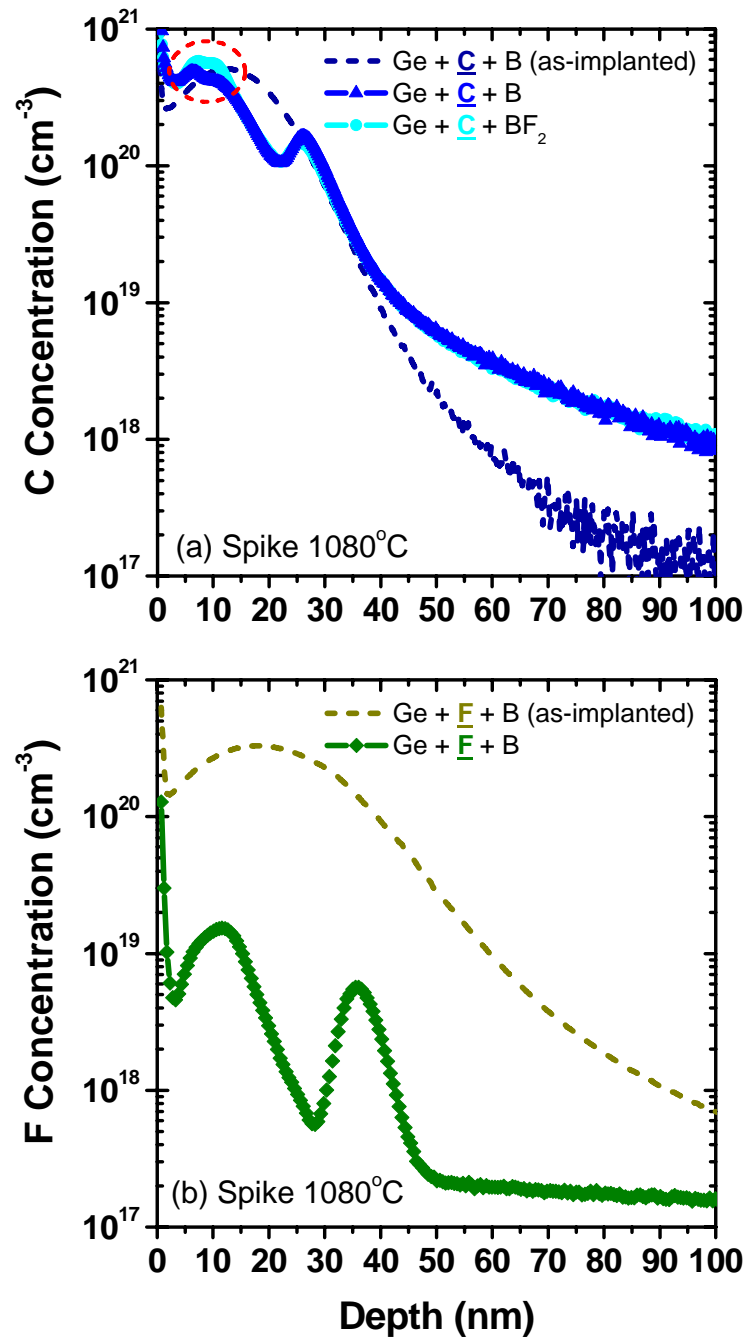 10²¹
10²⁰
10¹⁹
10¹⁸
10¹⁷
C Concentration (cm⁻³)
Ge + C + B (as-implanted)
Ge + C + B
Ge + C + BF₂
(a) Spike 1080°C
0 10 20 30 40 50 60 70 80 90 100
10²¹
10²⁰
10¹⁹
10¹⁸
10¹⁷
F Concentration (cm⁻³)
Ge + F + B (as-implanted)
Ge + F + B
(b) Spike 1080°C
0 10 20 30 40 50 60 70 80 90 100
Depth (nm)